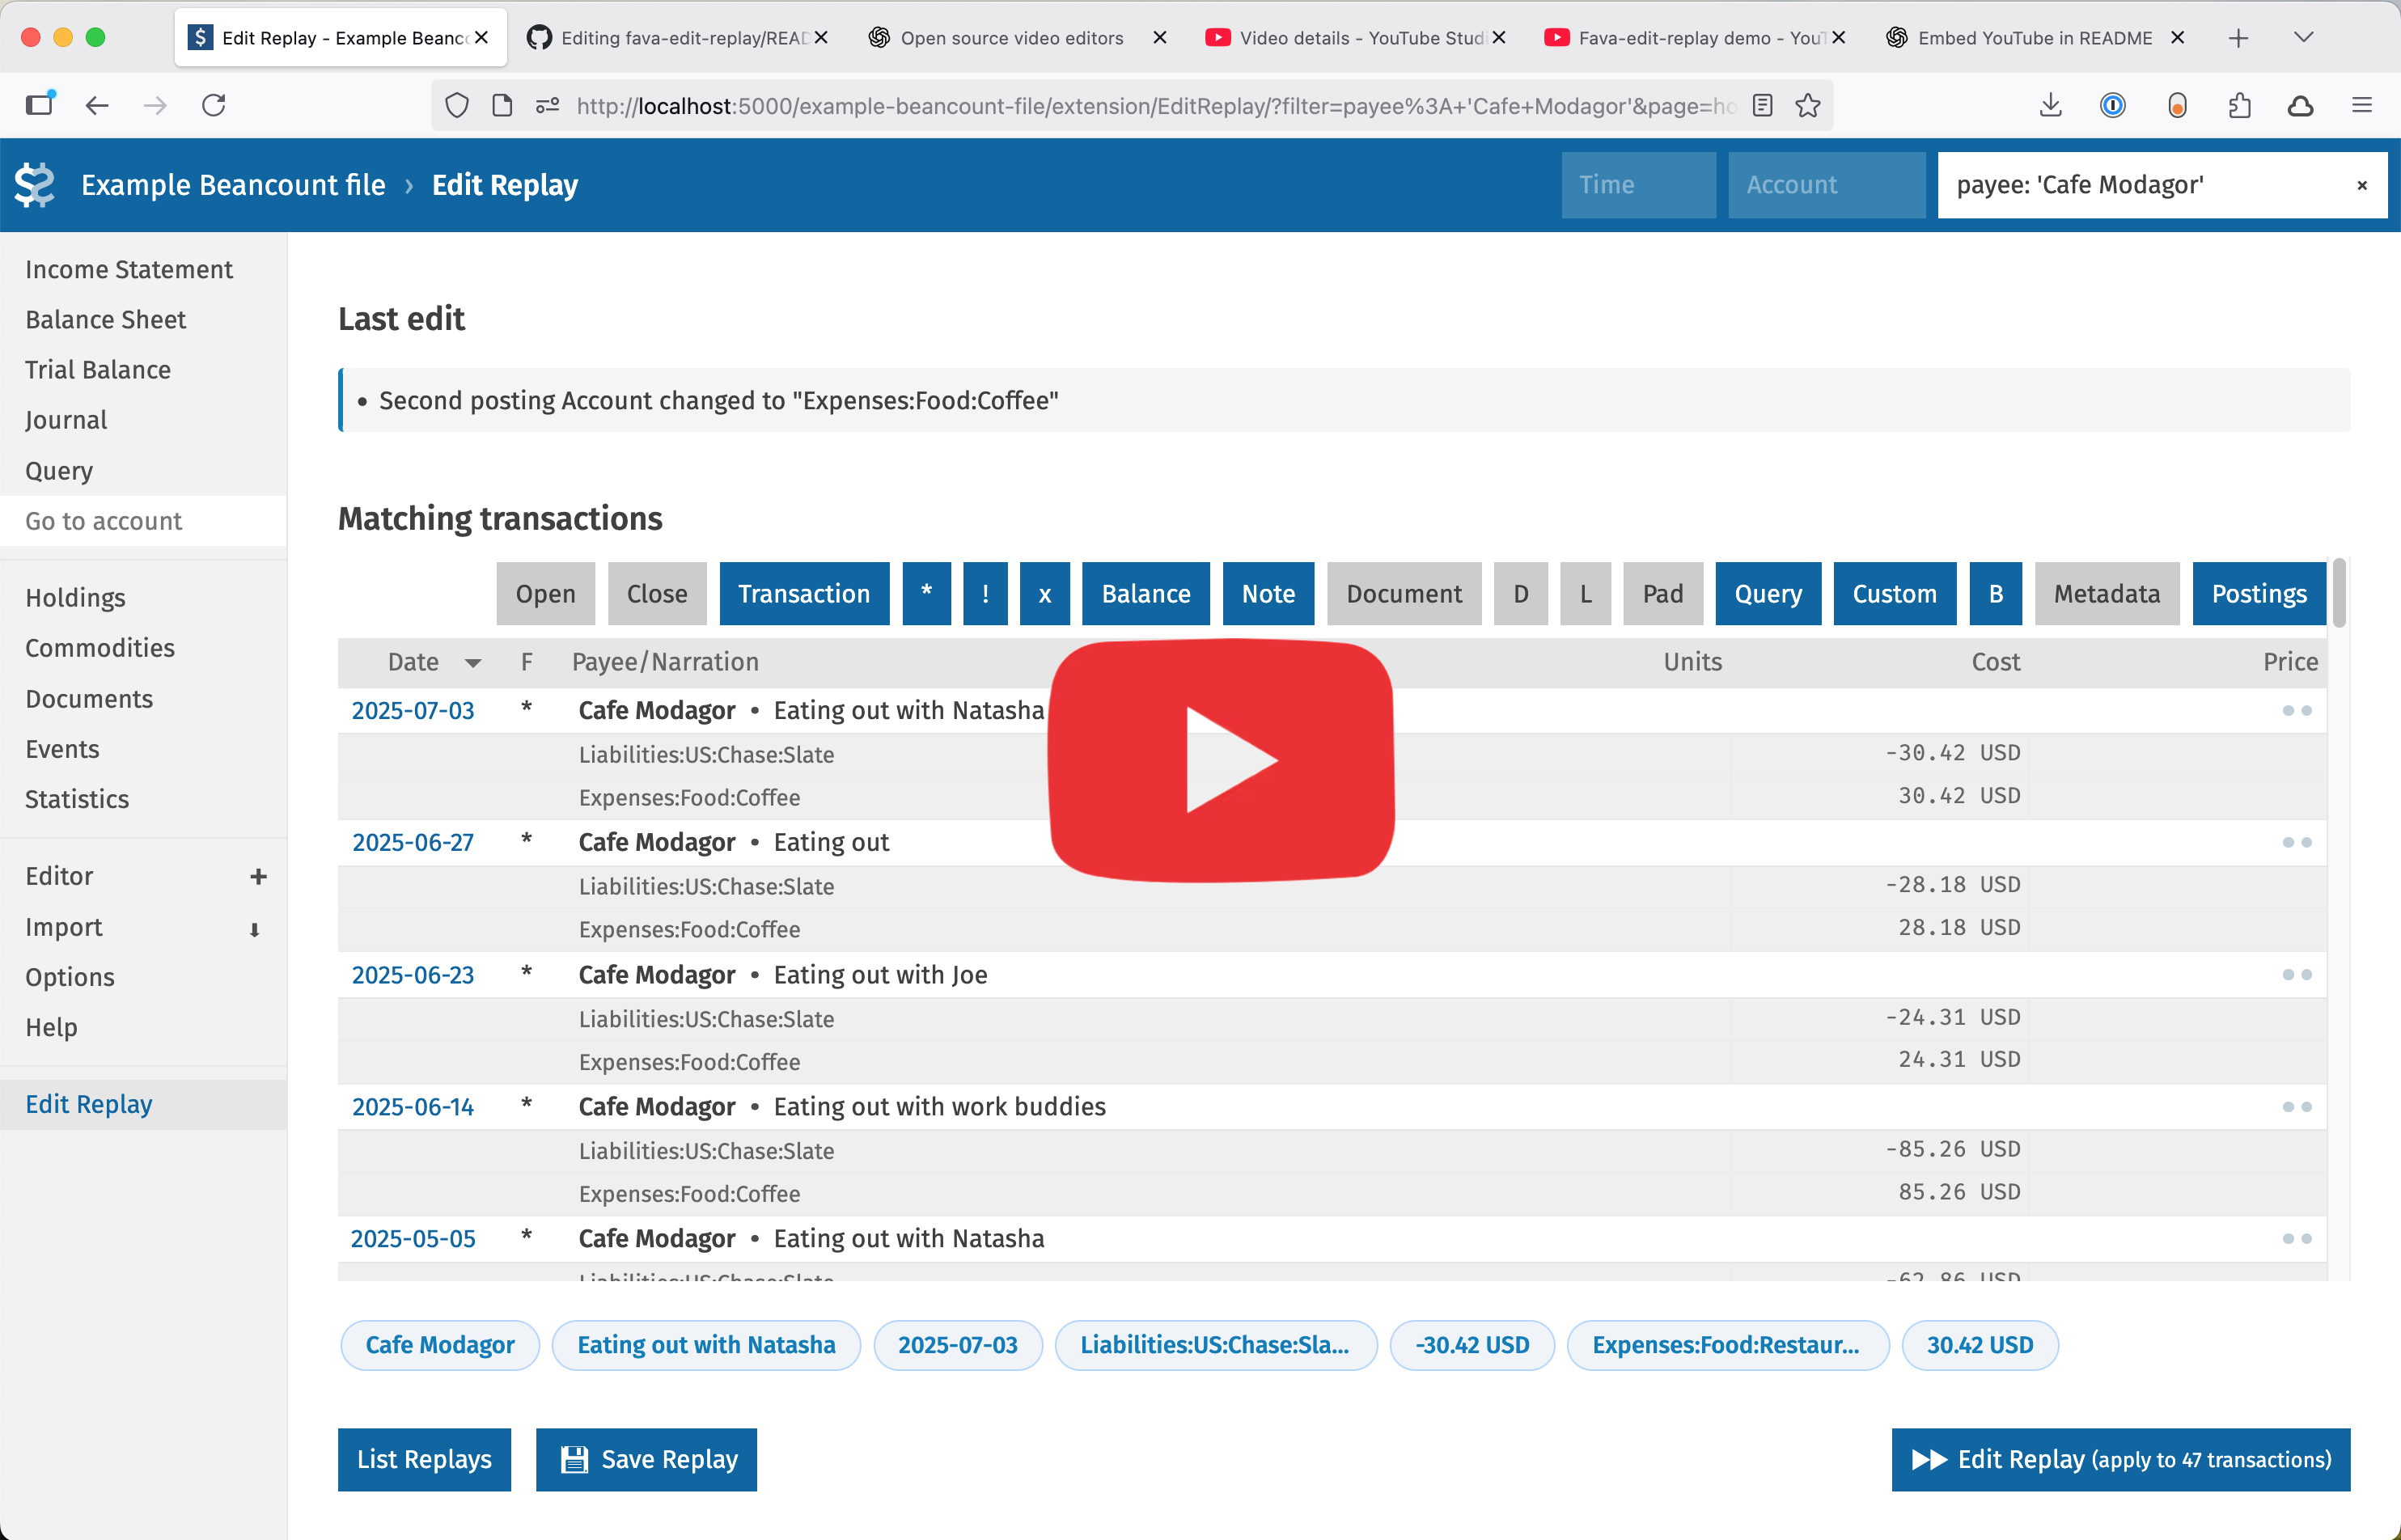 Edit Replay - Example Beanc
Editing fava-edit-replay/READ
Open source video editors
Video details - YouTube Studi
Fava-edit-replay demo - YouT
Embed YouTube in README
http://localhost:5000/example-beancount-file/extension/EditReplay/?filter=payee%3A+'Cafe+Modagor'&page=ho
Example Beancount file › Edit Replay
Time
Account
payee: 'Cafe Modagor'
Income Statement
Balance Sheet
Trial Balance
Journal
Query
Go to account
Holdings
Commodities
Documents
Events
Statistics
Editor +
Import
Options
Help
Edit Replay
Last edit
• Second posting Account changed to "Expenses:Food:Coffee"
Matching transactions
Open Close Transaction * ! x Balance Note Document D L Pad Query Custom B Metadata Postings
Date F Payee/Narration Units Cost Price
2025-07-03 * Cafe Modagor • Eating out with Natasha
Liabilities:US:Chase:Slate -30.42 USD
Expenses:Food:Coffee 30.42 USD
2025-06-27 * Cafe Modagor • Eating out
Liabilities:US:Chase:Slate -28.18 USD
Expenses:Food:Coffee 28.18 USD
2025-06-23 * Cafe Modagor • Eating out with Joe
Liabilities:US:Chase:Slate -24.31 USD
Expenses:Food:Coffee 24.31 USD
2025-06-14 * Cafe Modagor • Eating out with work buddies
Liabilities:US:Chase:Slate -85.26 USD
Expenses:Food:Coffee 85.26 USD
2025-05-05 * Cafe Modagor • Eating out with Natasha
Liabilities:US:Chase:Slate -62.86 USD
Cafe Modagor Eating out with Natasha 2025-07-03 Liabilities:US:Chase:Sla... -30.42 USD Expenses:Food:Restaur... 30.42 USD
List Replays Save Replay Edit Replay (apply to 47 transactions)